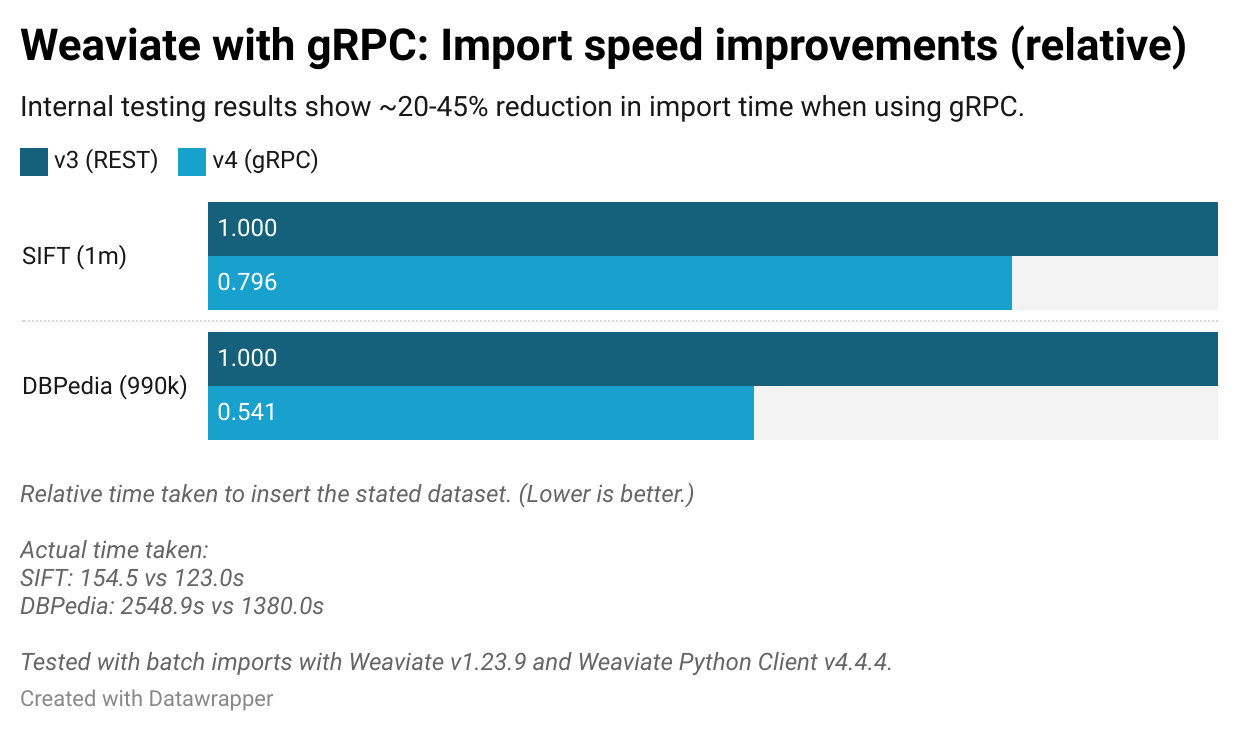 Weaviate with gRPC: Import speed improvements (relative)
Internal testing results show ~20-45% reduction in import time when using gRPC.
v3 (REST) v4 (gRPC)
SIFT (1m)
1.000
0.796
DBPedia (990k)
1.000
0.541
Relative time taken to insert the stated dataset. (Lower is better.)
Actual time taken:
SIFT: 154.5 vs 123.0s
DBPedia: 2548.9s vs 1380.0s
Tested with batch imports with Weaviate v1.23.9 and Weaviate Python Client v4.4.4.
Created with Datawrapper